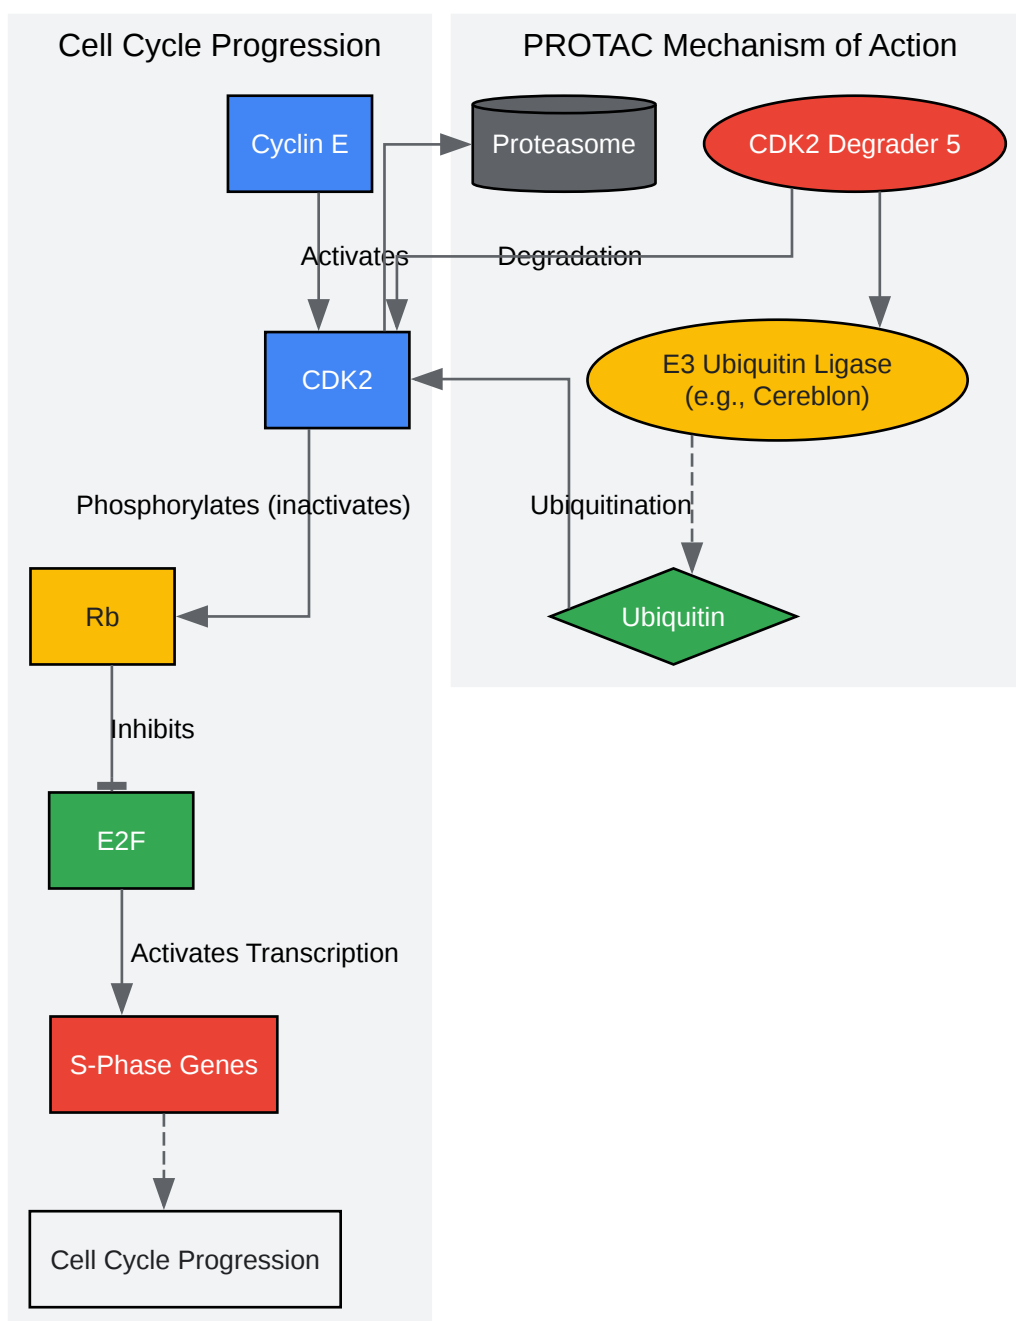 Cell Cycle Progression
PROTAC Mechanism of Action
Cyclin E
Proteasome
CDK2 Degrader 5
Activates
Degradation
CDK2
E3 Ubiquitin Ligase
(e.g., Cereblon)
Phosphorylates (inactivates)
Ubiquitination
Rb
Ubiquitin
Inhibits
E2F
Activates Transcription
S-Phase Genes
Cell Cycle Progression